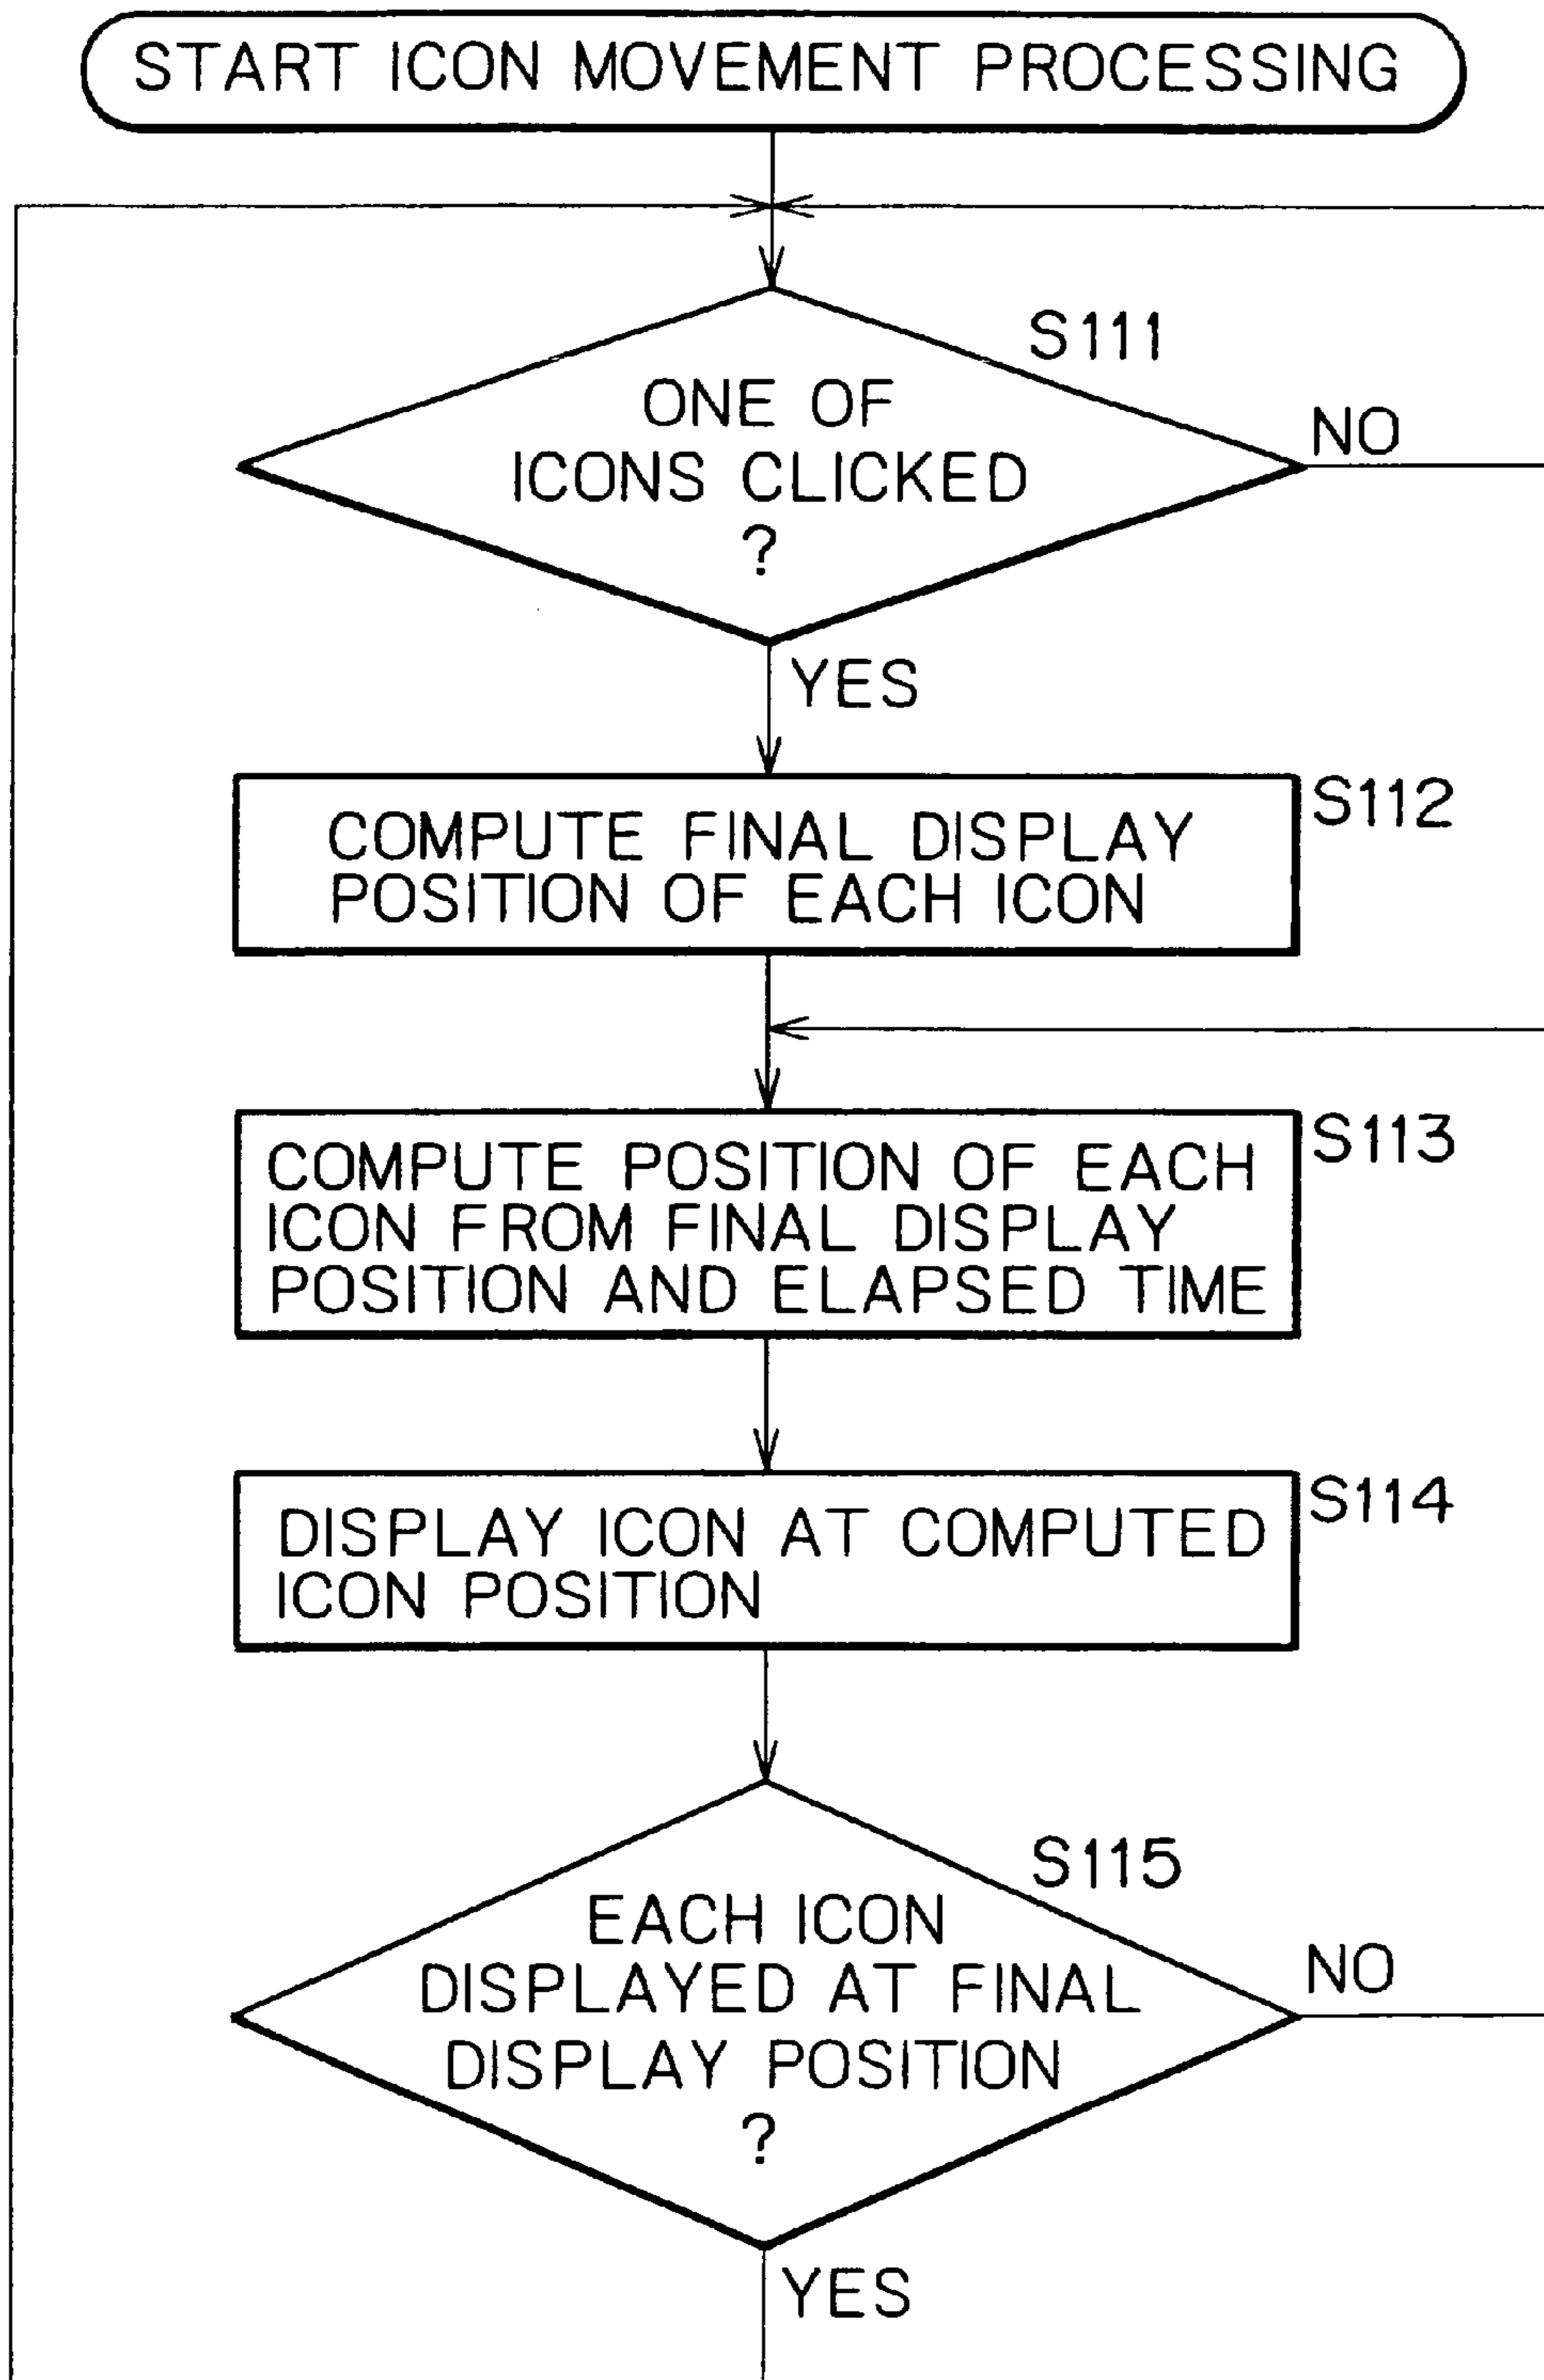 START ICON MOVEMENT PROCESSING
S111
ONE OF
ICONS CLICKED
?
NO
YES
S112
COMPUTE FINAL DISPLAY
POSITION OF EACH ICON
S113
COMPUTE POSITION OF EACH
ICON FROM FINAL DISPLAY
POSITION AND ELAPSED TIME
S114
DISPLAY ICON AT COMPUTED
ICON POSITION
S115
EACH ICON
DISPLAYED AT FINAL
DISPLAY POSITION
?
NO
YES